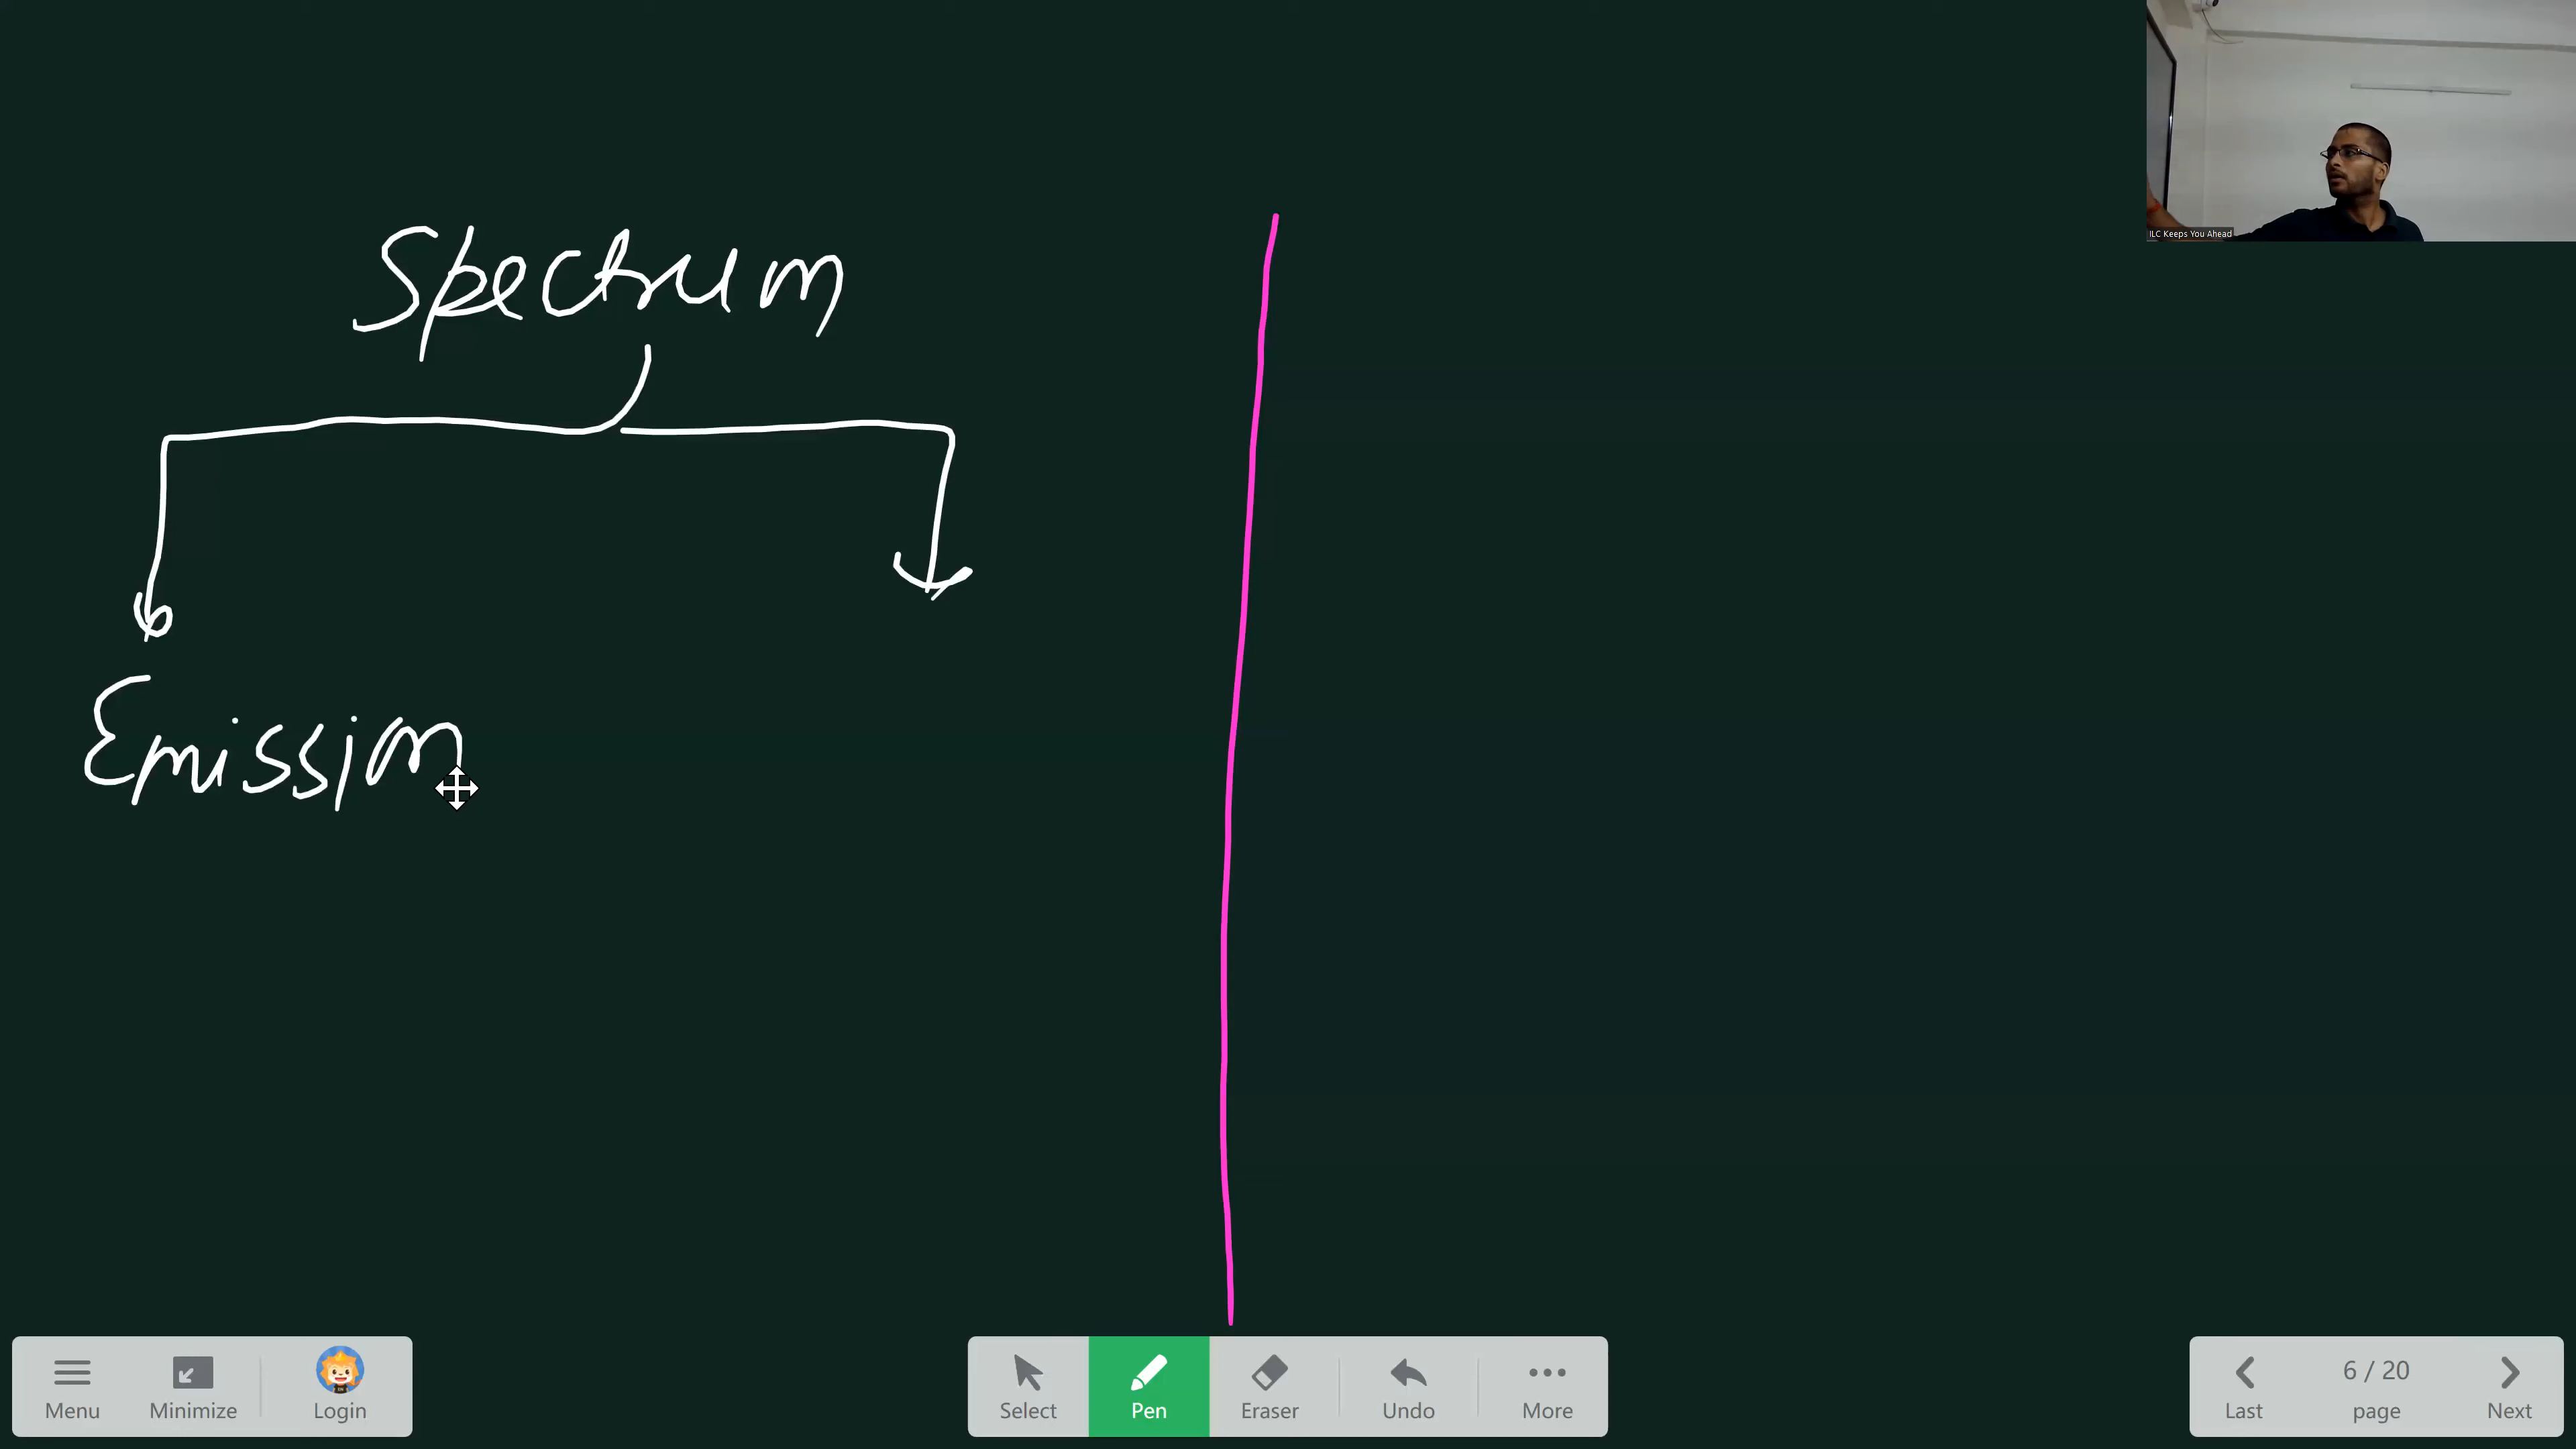 Spectrum
Emission
ILC Keeps You Ahead
Menu
Minimize
Login
Select
Pen
Eraser
Undo
More
Last
6 / 20
page
Next